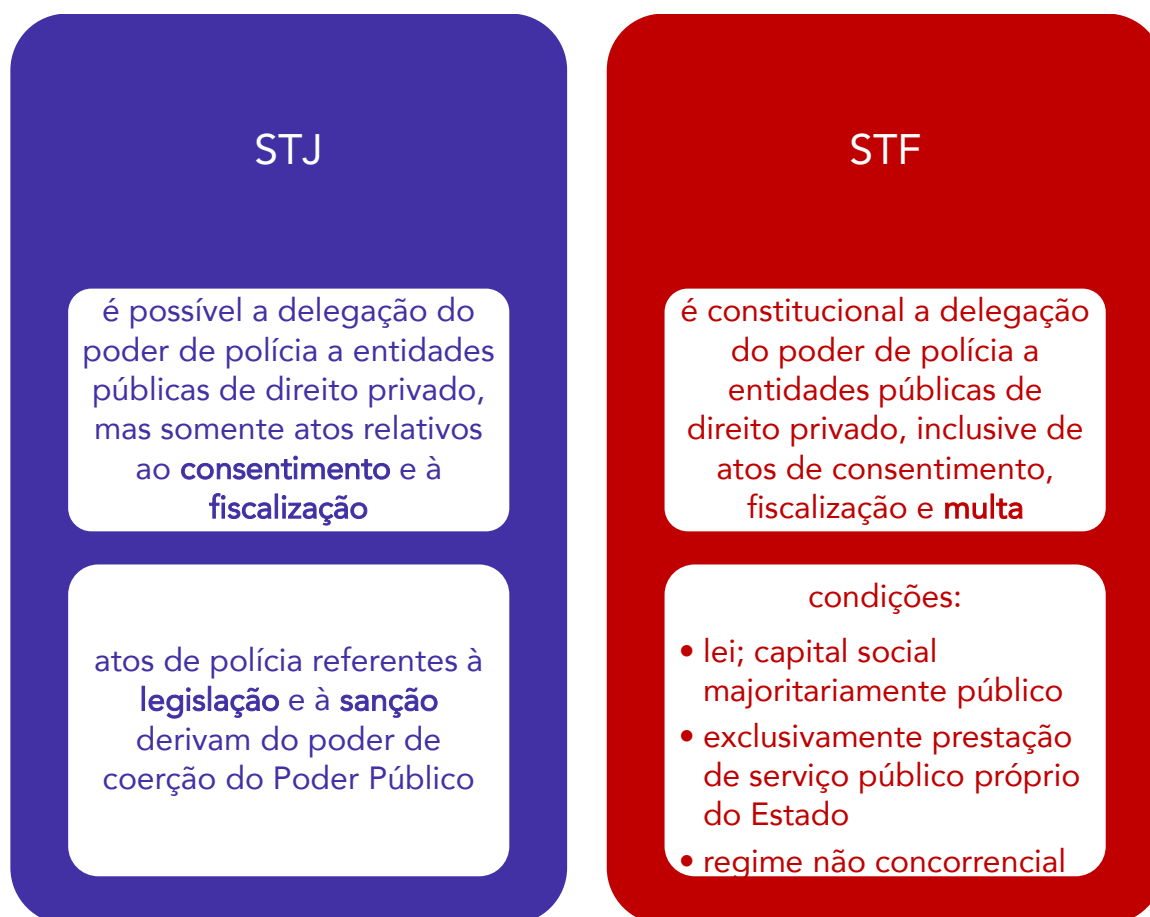 STJ
é possível a delegação do
poder de polícia a entidades
públicas de direito privado,
mas somente atos relativos
ao consentimento e à
fiscalização
atos de polícia referentes à
legislação e à sanção
derivam do poder de
coerção do Poder Público
STF
é constitucional a delegação
do poder de polícia a
entidades públicas de
direito privado, inclusive de
atos de consentimento,
fiscalização e multa
condições:
• lei; capital social
majoritariamente público
• exclusivamente prestação
de serviço público próprio
do Estado
• regime não concorrencial